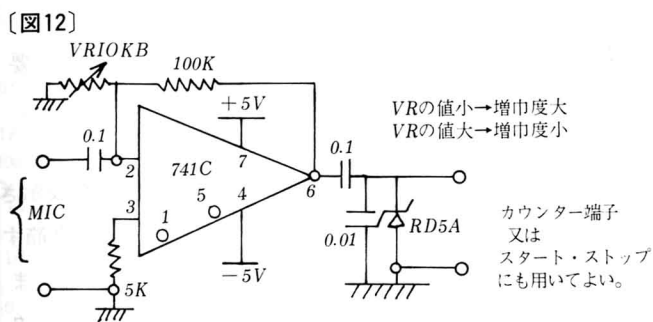 〔図12〕
VR10KB
100K
+5V
VRの値小→増巾度大
VRの値大→増巾度小
0.1
0.1
2
741C
7
6
3
5
4
1
MIC
0.01
RD5A
カウンター端子
又は
スタート・ストップ
にも用いてよい。
-5V
5K